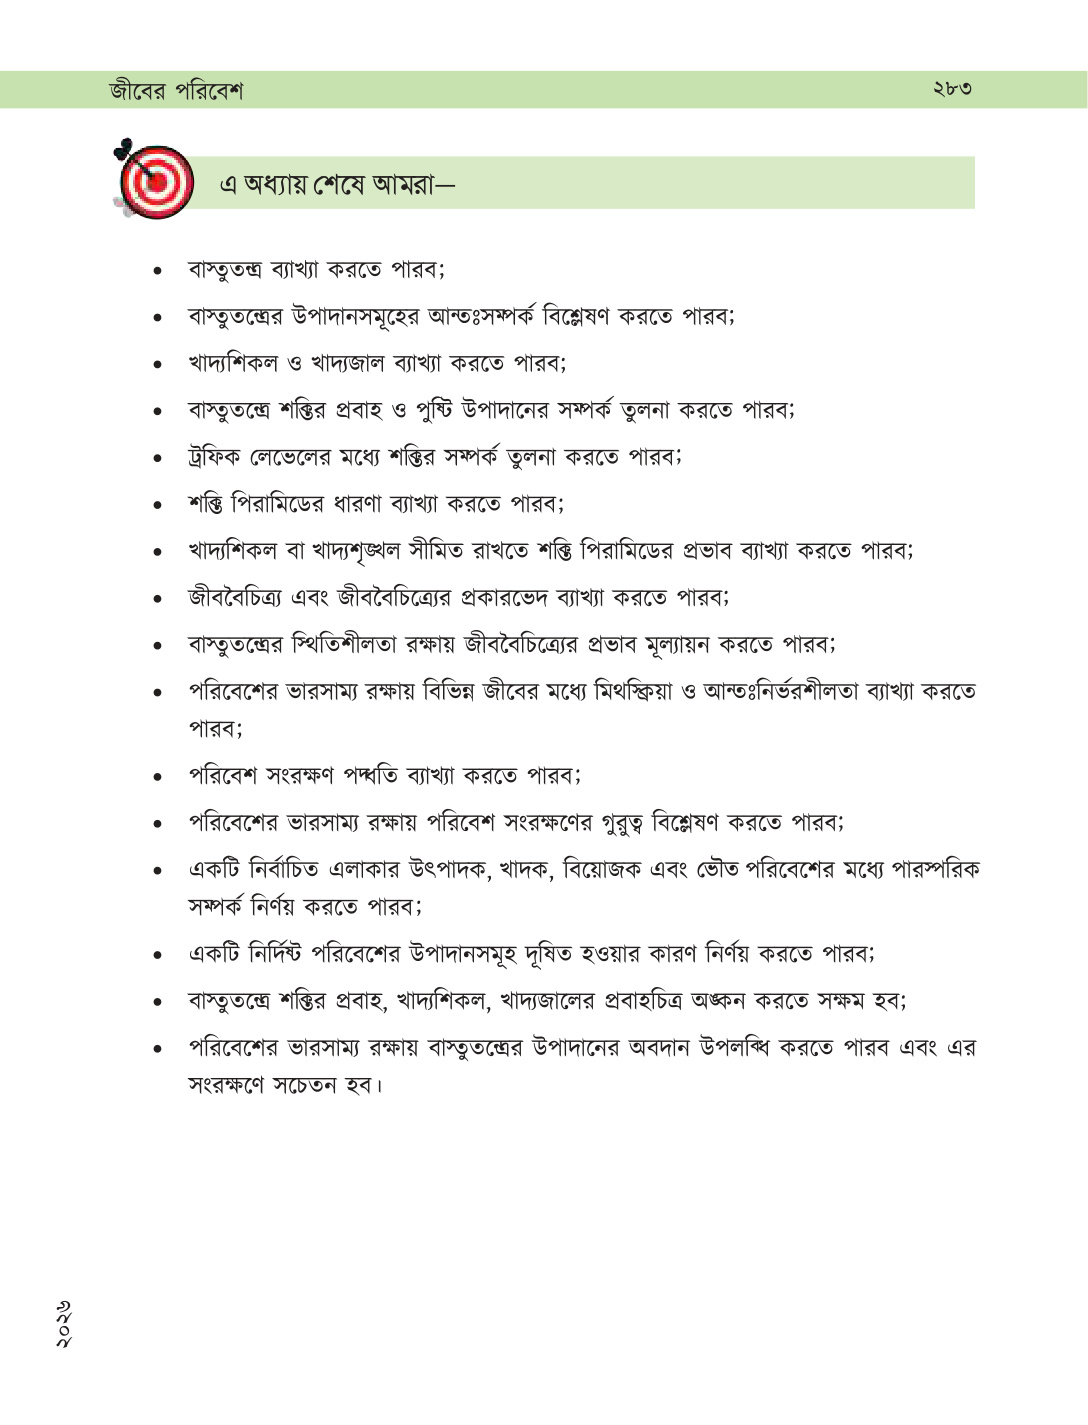 জীবের পরিবেশ ২৮৩
এ অধ্যায় শেষে আমরা—
• বাস্তুতন্ত্র ব্যাখ্যা করতে পারব;
• বাস্তুতন্ত্রের উপাদানসমূহের আন্তঃসম্পর্ক বিশ্লেষণ করতে পারব;
• খাদ্যশিকল ও খাদ্যজাল ব্যাখ্যা করতে পারব;
• বাস্তুতন্ত্রে শক্তির প্রবাহ ও পুষ্টি উপাদানের সম্পর্ক তুলনা করতে পারব;
• ট্রফিক লেভেলের মধ্যে শক্তির সম্পর্ক তুলনা করতে পারব;
• শক্তি পিরামিডের ধারণা ব্যাখ্যা করতে পারব;
• খাদ্যশিকল বা খাদ্যশৃঙ্খল সীমিত রাখতে শক্তি পিরামিডের প্রভাব ব্যাখ্যা করতে পারব;
• জীববৈচিত্র্য এবং জীববৈচিত্র্যের প্রকারভেদ ব্যাখ্যা করতে পারব;
• বাস্তুতন্ত্রের স্থিতিশীলতা রক্ষায় জীববৈচিত্র্যের প্রভাব মূল্যায়ন করতে পারব;
• পরিবেশের ভারসাম্য রক্ষায় বিভিন্ন জীবের মধ্যে মিথস্ক্রিয়া ও আন্তঃনির্ভরশীলতা ব্যাখ্যা করতে
পারব;
• পরিবেশ সংরক্ষণ পদ্ধতি ব্যাখ্যা করতে পারব;
• পরিবেশের ভারসাম্য রক্ষায় পরিবেশ সংরক্ষণের গুরুত্ব বিশ্লেষণ করতে পারব;
• একটি নির্বাচিত এলাকার উৎপাদক, খাদক, বিয়োজক এবং ভৌত পরিবেশের মধ্যে পারস্পরিক
সম্পর্ক নির্ণয় করতে পারব;
• একটি নির্দিষ্ট পরিবেশের উপাদানসমূহ দূষিত হওয়ার কারণ নির্ণয় করতে পারব;
• বাস্তুতন্ত্রে শক্তির প্রবাহ, খাদ্যশিকল, খাদ্যজালের প্রবাহচিত্র অঙ্কন করতে সক্ষম হব;
• পরিবেশের ভারসাম্য রক্ষায় বাস্তুতন্ত্রের উপাদানের অবদান উপলব্ধি করতে পারব এবং এর
সংরক্ষণে সচেতন হব।
২০২৬